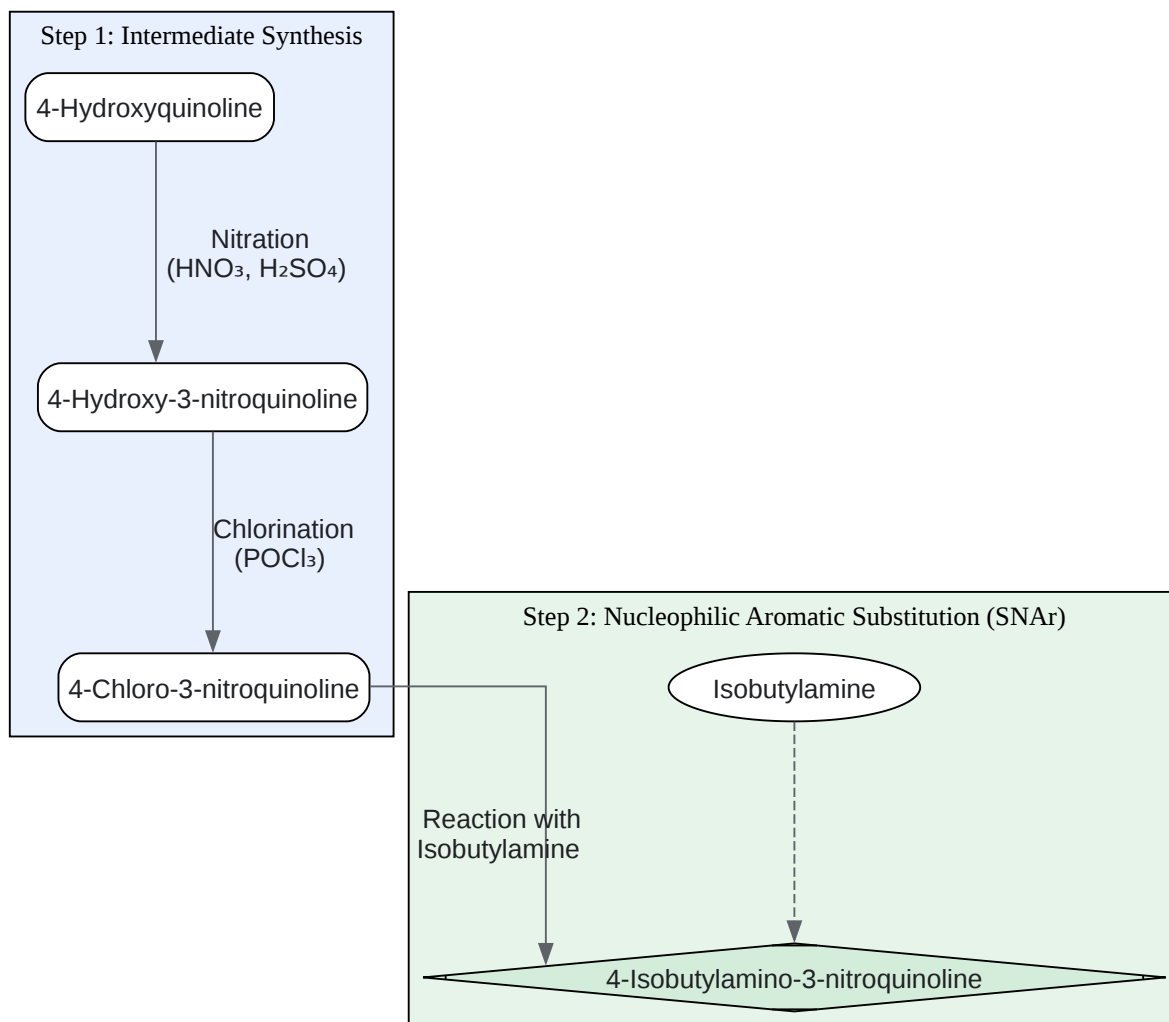 Step 1: Intermediate Synthesis
4-Hydroxyquinoline
Nitration
(HNO₃, H₂SO₄)
4-Hydroxy-3-nitroquinoline
Chlorination
(POCl₃)
4-Chloro-3-nitroquinoline
Step 2: Nucleophilic Aromatic Substitution (SNAr)
Isobutylamine
Reaction with
Isobutylamine
4-Isobutylamino-3-nitroquinoline